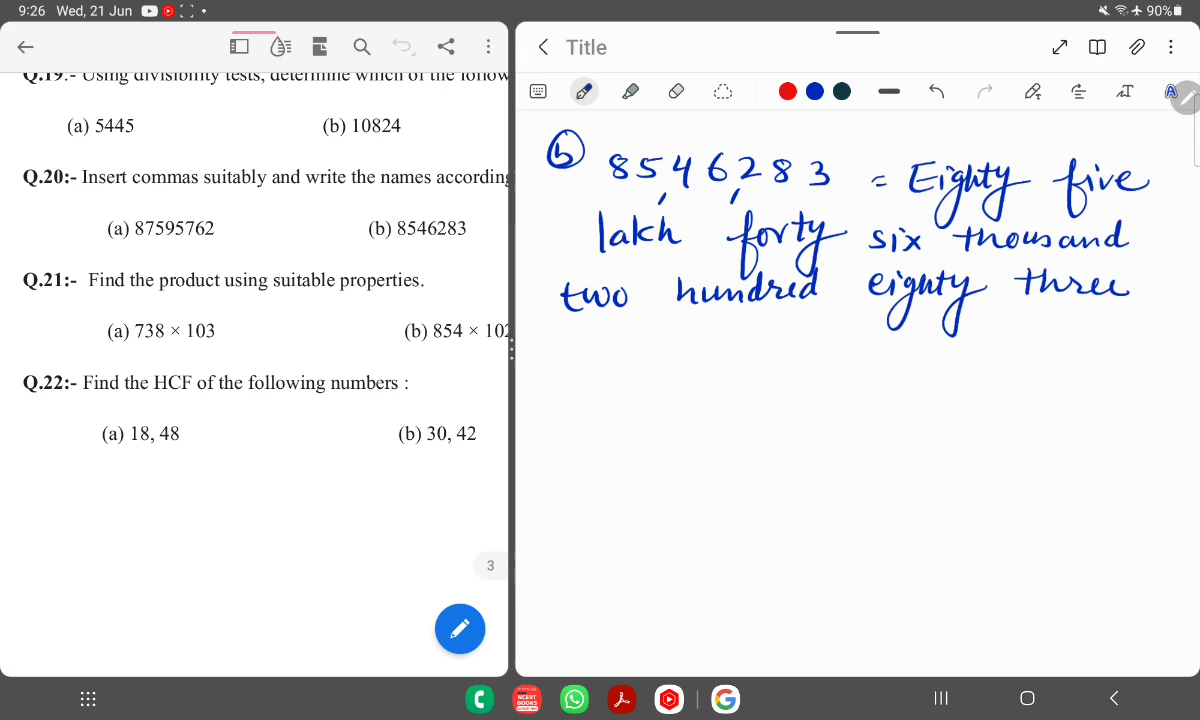 9:26 Wed, 21 Jun
90%
Q.19:- Using divisibility tests, determine which of the follow
(a) 5445 (b) 10824
Q.20:- Insert commas suitably and write the names according
(a) 87595762 (b) 8546283
Q.21:- Find the product using suitable properties.
(a) 738 × 103 (b) 854 × 102
Q.22:- Find the HCF of the following numbers :
(a) 18, 48 (b) 30, 42
3
Title
(b) 85,46,283 = Eighty five
lakh forty six thousand
two hundred eighty three
NCERT
BOOKS